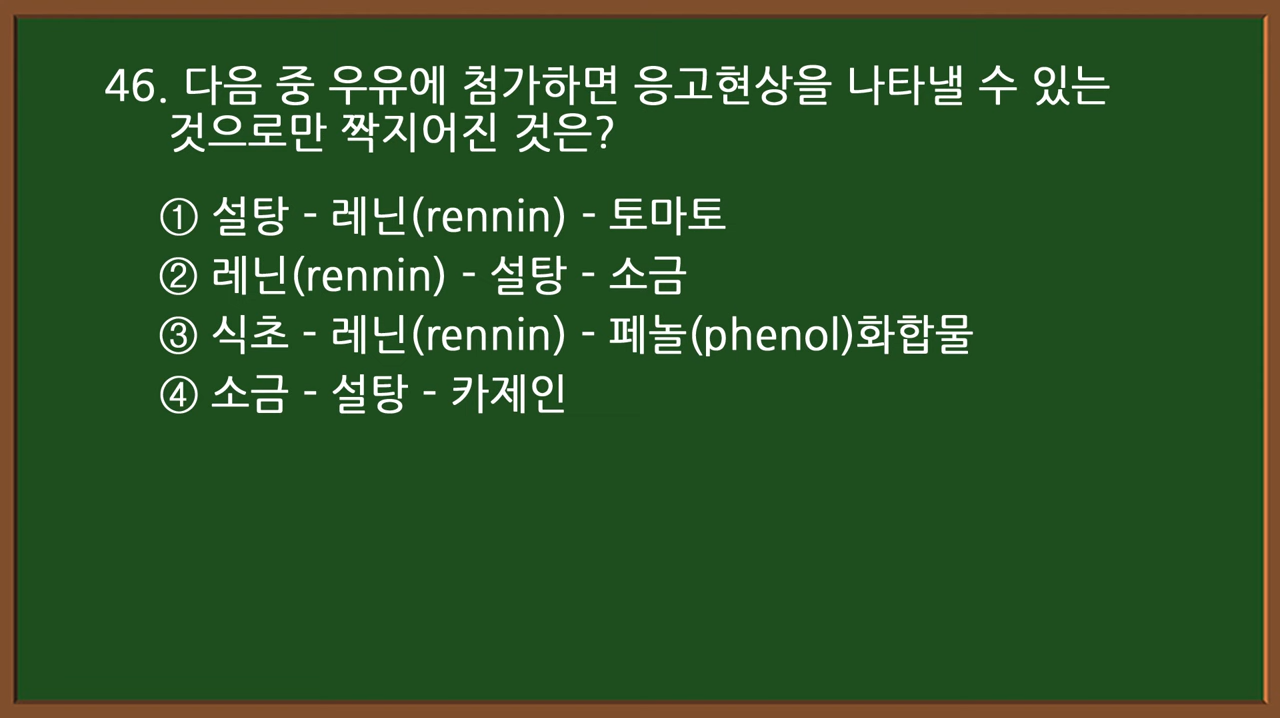 46. 다음 중 우유에 첨가하면 응고현상을 나타낼 수 있는
것으로만 짝지어진 것은?
① 설탕 - 레닌(rennin) - 토마토
② 레닌(rennin) - 설탕 - 소금
③ 식초 - 레닌(rennin) - 페놀(phenol)화합물
④ 소금 - 설탕 - 카제인